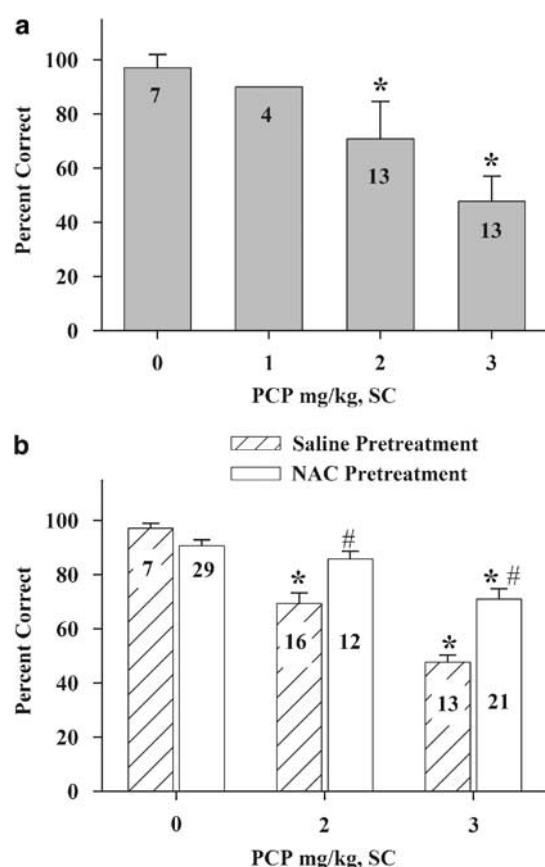 a
100
80
60
40
20
0
Percent Correct
7
4
*
13
*
13
0 1 2 3
PCP mg/kg, SC
b
Saline Pretreatment
NAC Pretreatment
100
80
60
40
20
0
Percent Correct
7 29
*
16
#
12
*
13
* #
21
0 2 3
PCP mg/kg, SC